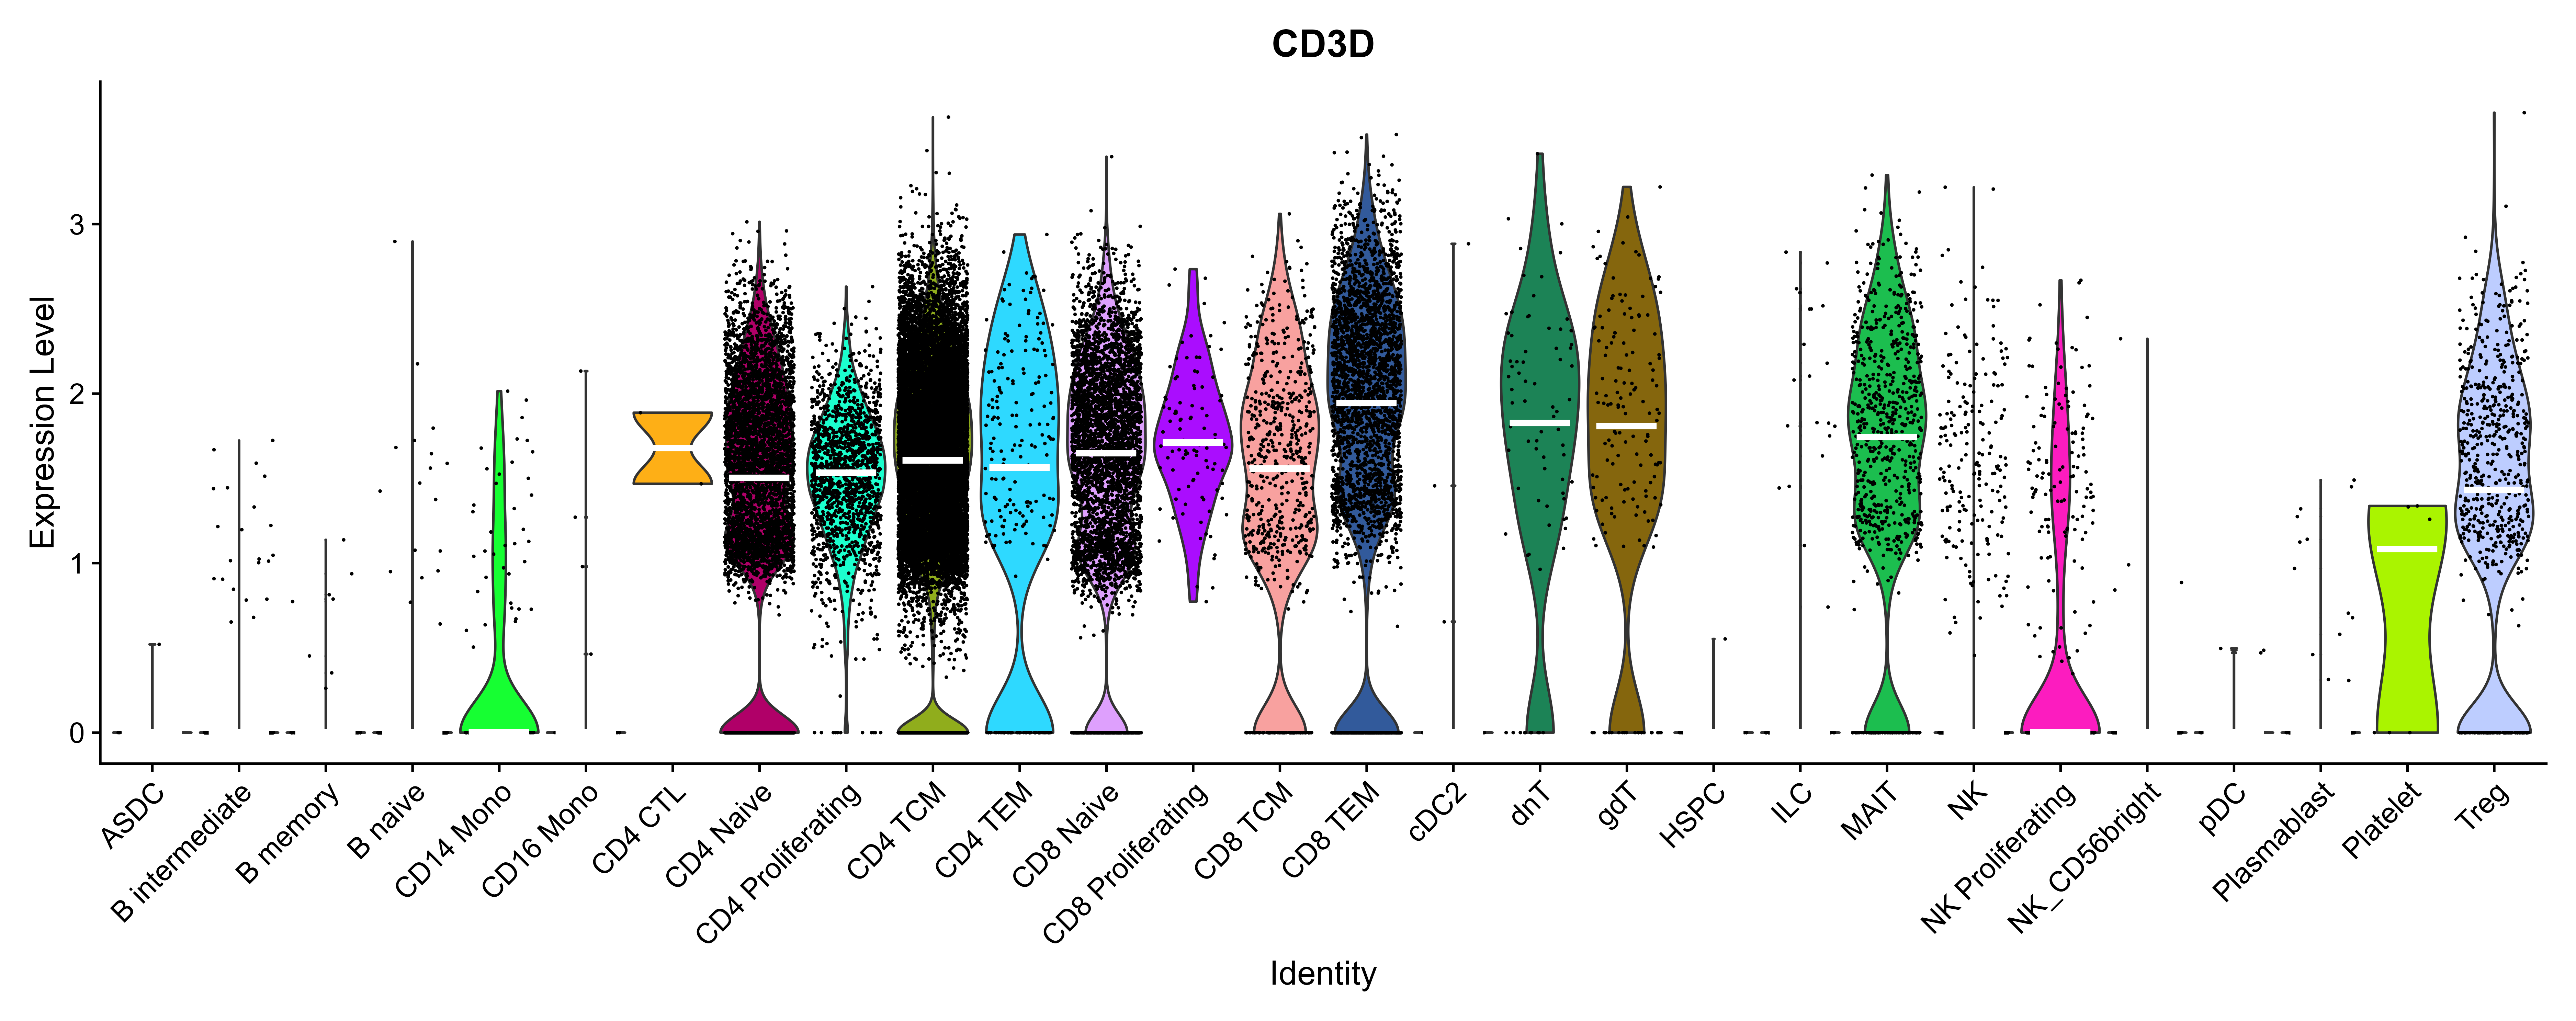 CD3D
Expression Level
3
2
1
0
ASDC
B intermediate
B memory
B naive
CD14 Mono
CD16 Mono
CD4 CTL
CD4 Naive
CD4 Proliferating
CD4 TCM
CD4 TEM
CD8 Naive
CD8 Proliferating
CD8 TCM
CD8 TEM
cDC2
dnT
gdT
HSPC
ILC
MAIT
NK
NK Proliferating
NK_CD56bright
pDC
Plasmablast
Platelet
Treg
Identity